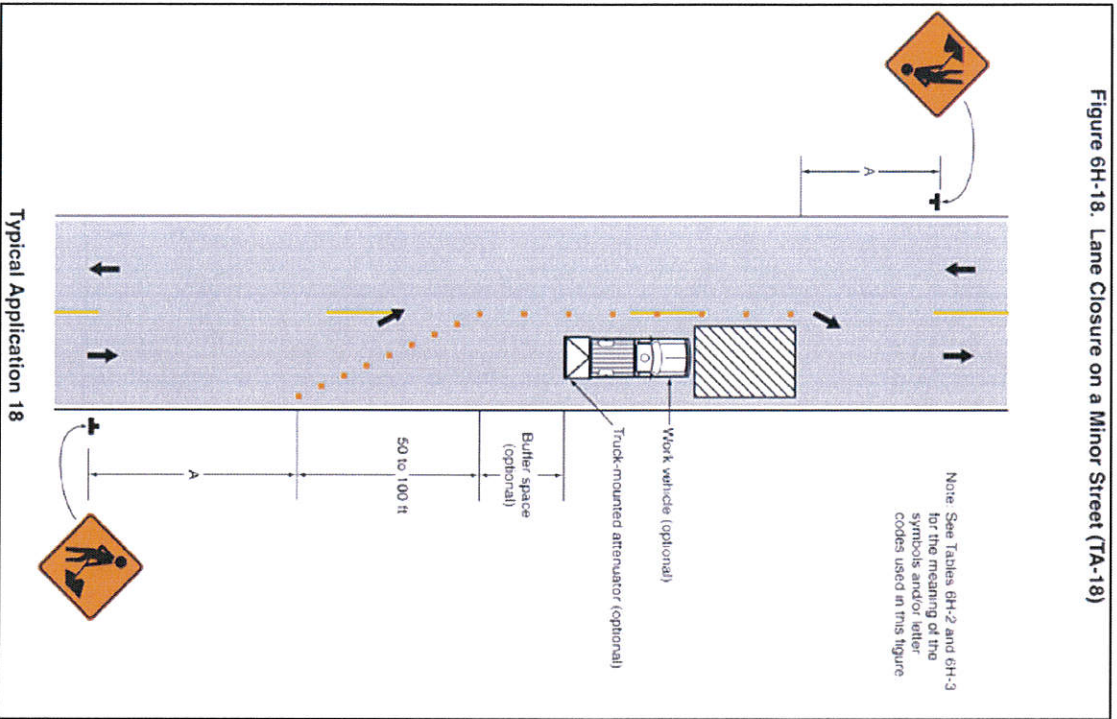 Figure 6H-18. Lane Closure on a Minor Street (TA-18)
Note: See Tables 6H-2 and 6H-3
for the meaning of the
symbols and/or letter
codes used in this figure
A
Work vehicle (optional)
Truck-mounted attenuator (optional)
Buffer space
(optional)
50 to 100 ft
A
Typical Application 18